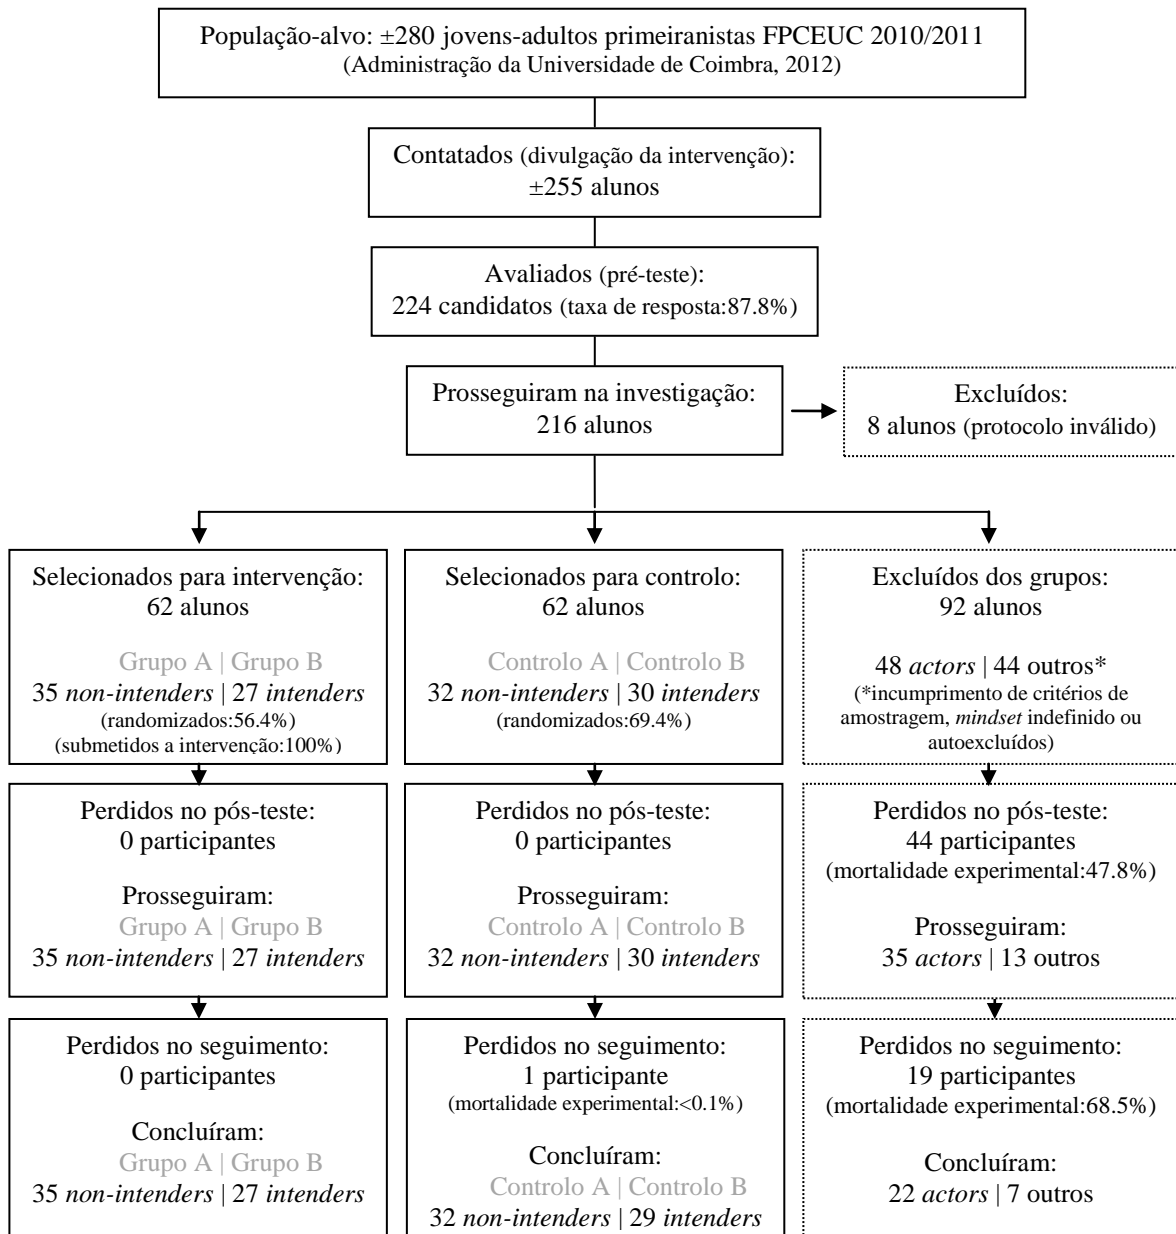 População-alvo: ±280 jovens-adultos primeiranistas FPCEUC 2010/2011
(Administração da Universidade de Coimbra, 2012)
Contatados (divulgação da intervenção):
±255 alunos
Avaliados (pré-teste):
224 candidatos (taxa de resposta:87.8%)
Prosseguiram na investigação:
216 alunos
Excluídos:
8 alunos (protocolo inválido)
Selecionados para intervenção:
62 alunos
Grupo A | Grupo B
35 non-intenders | 27 intenders
(randomizados:56.4%)
(submetidos a intervenção:100%)
Selecionados para controlo:
62 alunos
Controlo A | Controlo B
32 non-intenders | 30 intenders
(randomizados:69.4%)
Excluídos dos grupos:
92 alunos
48 actors | 44 outros*
(*incumprimento de critérios de
amostragem, mindset indefinido ou
autoexcluídos)
Perdidos no pós-teste:
0 participantes
Prosseguiram:
Grupo A | Grupo B
35 non-intenders | 27 intenders
Perdidos no pós-teste:
0 participantes
Prosseguiram:
Controlo A | Controlo B
32 non-intenders | 30 intenders
Perdidos no pós-teste:
44 participantes
(mortalidade experimental:47.8%)
Prosseguiram:
35 actors | 13 outros
Perdidos no seguimento:
0 participantes
Concluíram:
Grupo A | Grupo B
35 non-intenders | 27 intenders
Perdidos no seguimento:
1 participante
(mortalidade experimental:<0.1%)
Concluíram:
Controlo A | Controlo B
32 non-intenders | 29 intenders
Perdidos no seguimento:
19 participantes
(mortalidade experimental:68.5%)
Concluíram:
22 actors | 7 outros